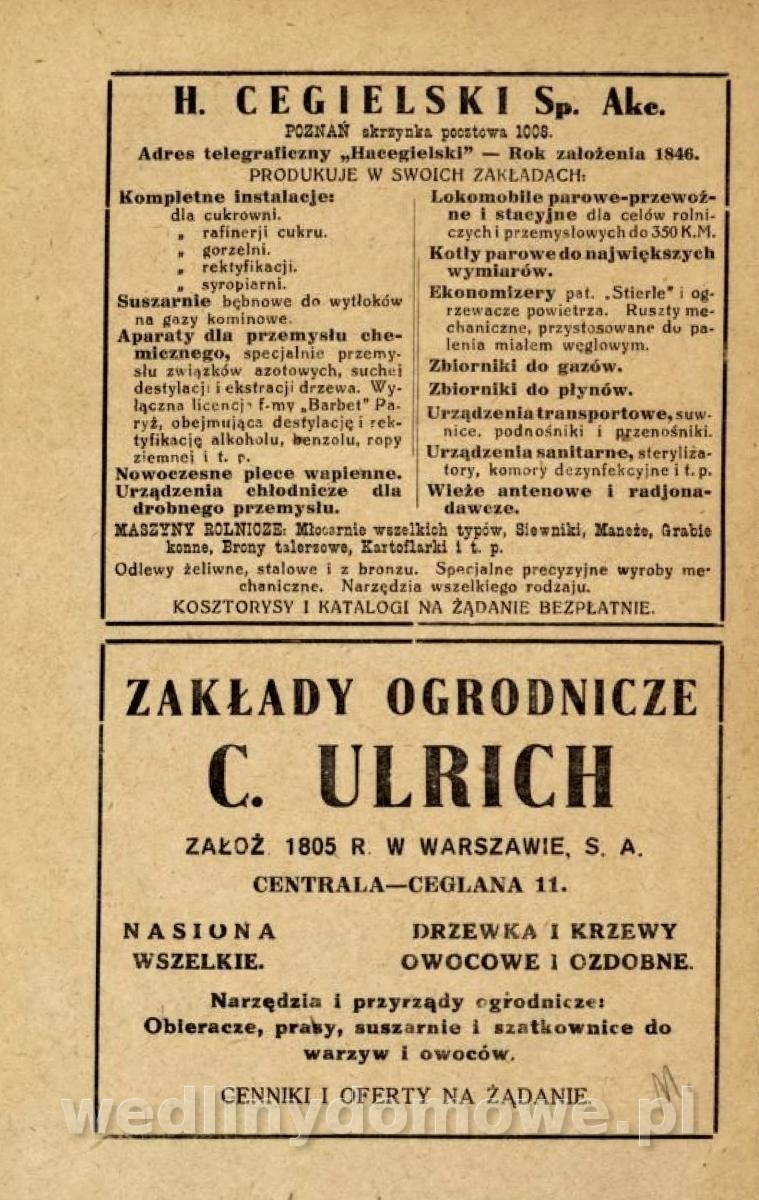 H. CEGIELSKI Sp. Akc.
POZNAŃ skrzynka pocztowa 1008.
Adres telegraficzny „Hacegielski” — Rok założenia 1846.
PRODUKUJE W SWOICH ZAKŁADACH:
Kompletne instalacje:
dla cukrowni.
„ rafinerji cukru.
„ gorzelni.
„ rektyfikacji.
„ syropiarni.
Suszarnie bębnowe do wytłoków
na gazy kominowe.
Aparaty dla przemysłu che-
micznego, specjalnie przemy-
słu związków azotowych, suchej
destylacji i ekstracji drzewa. Wy-
łączna licencja f-my „Barbet” Pa-
ryż, obejmująca destylację i rek-
tyfikację alkoholu, benzolu, ropy
ziemnej i t. p.
Nowoczesne piece wapienne.
Urządzenia chłodnicze dla
drobnego przemysłu.
Lokomobile parowe-przewoź-
ne i stacyjne dla celów rolni-
czych i przemysłowych do 350 K.M.
Kotły parowe do największych
wymiarów.
Ekonomizery pat. „Stierle” i og-
rzewacze powietrza. Ruszty me-
chaniczne, przystosowane do pa-
lenia miałem węglowym.
Zbiorniki do gazów.
Zbiorniki do płynów.
Urządzenia transportowe, suw-
nice, podnośniki i przenośniki.
Urządzenia sanitarne, steryliza-
tory, komory dezynfekcyjne i t. p.
Wieże antenowe i radjona-
dawcze.
MASZYNY ROLNICZE: Młocarnie wszelkich typów, Siewniki, Maneże, Grabie
konne, Brony talerzowe, Kartoflarki i t. p.
Odlewy żeliwne, stalowe i z bronzu. Specjalne precyzyjne wyroby me-
chaniczne. Narzędzia wszelkiego rodzaju.
KOSZTORYSY I KATALOGI NA ŻĄDANIE BEZPŁATNIE.
ZAKŁADY OGRODNICZE
C. ULRICH
ZAŁOŻ. 1805 R. W WARSZAWIE, S. A.
CENTRALA—CEGLANA 11.
NASIONA
WSZELKIE.
DRZEWKA I KRZEWY
OWOCOWE I OZDOBNE.
Narzędzia i przyrządy ogrodnicze:
Obieracze, prasy, suszarnie i szatkownice do
warzyw i owoców.
CENNIKI I OFERTY NA ŻĄDANIE.
wedlinydomowe.pl